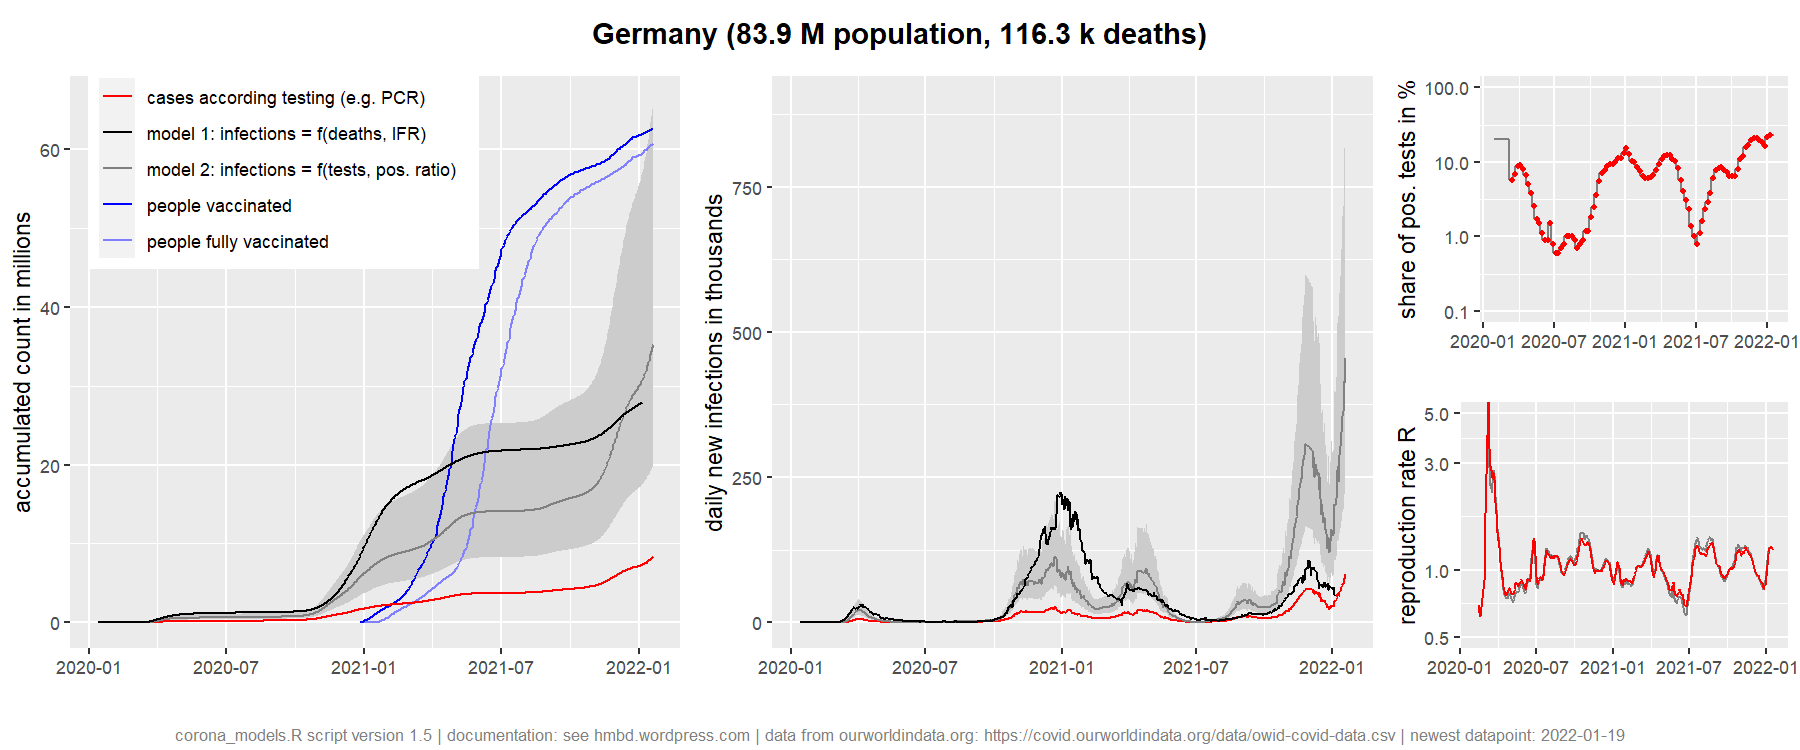 Germany (83.9 M population, 116.3 k deaths)
accumulated count in millions
60
40
20
0
cases according testing (e.g. PCR)
model 1: infections = f(deaths, IFR)
model 2: infections = f(tests, pos. ratio)
people vaccinated
people fully vaccinated
2020-01 2020-07 2021-01 2021-07 2022-01
daily new infections in thousands
750
500
250
0
2020-01 2020-07 2021-01 2021-07 2022-01
share of pos. tests in %
100.0
10.0
1.0
0.1
2020-01 2020-07 2021-01 2021-07 2022-01
reproduction rate R
5.0
3.0
1.0
0.5
2020-01 2020-07 2021-01 2021-07 2022-01
corona_models.R script version 1.5 | documentation: see hmbd.wordpress.com | data from ourworldindata.org: https://covid.ourworldindata.org/data/owid-covid-data.csv | newest datapoint: 2022-01-19